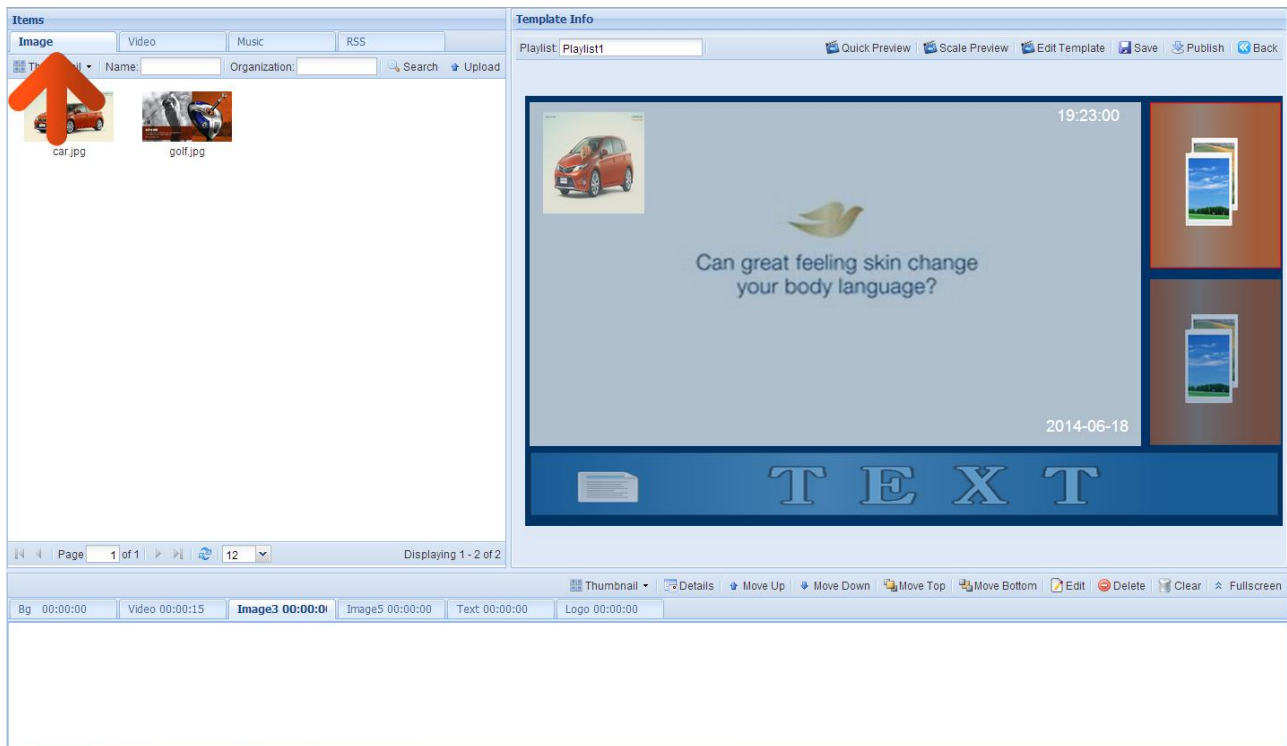 Items
Image Video Music RSS
Name: Organization: Search Upload
car.jpg golf.jpg
Page 1 of 1 12 Displaying 1 - 2 of 2
Template Info
Playlist: Playlist1 Quick Preview Scale Preview Edit Template Save Publish Back
19:23:00
Can great feeling skin change
your body language?
2014-06-18
TEXT
Thumbnail Details Move Up Move Down Move Top Move Bottom Edit Delete Clear Fullscreen
Bg 00:00:00 Video 00:00:15 Image3 Image5 00:00:00 Text 00:00:00 Logo 00:00:00